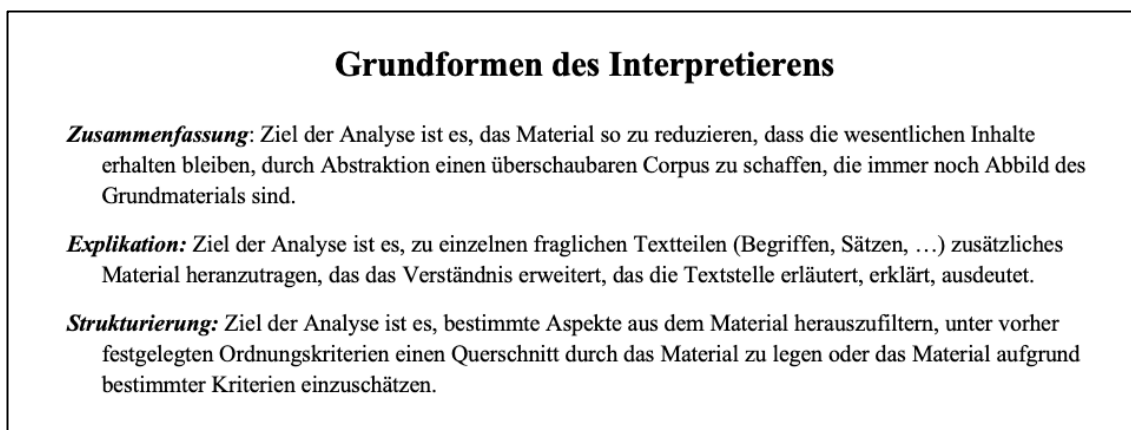 Grundformen des Interpretierens
Zusammenfassung: Ziel der Analyse ist es, das Material so zu reduzieren, dass die wesentlichen Inhalte
erhalten bleiben, durch Abstraktion einen überschaubaren Corpus zu schaffen, die immer noch Abbild des
Grundmaterials sind.
Explikation: Ziel der Analyse ist es, zu einzelnen fraglichen Textteilen (Begriffen, Sätzen, …) zusätzliches
Material heranzutragen, das das Verständnis erweitert, das die Textstelle erläutert, erklärt, ausdeutet.
Strukturierung: Ziel der Analyse ist es, bestimmte Aspekte aus dem Material herauszufiltern, unter vorher
festgelegten Ordnungskriterien einen Querschnitt durch das Material zu legen oder das Material aufgrund
bestimmter Kriterien einzuschätzen.